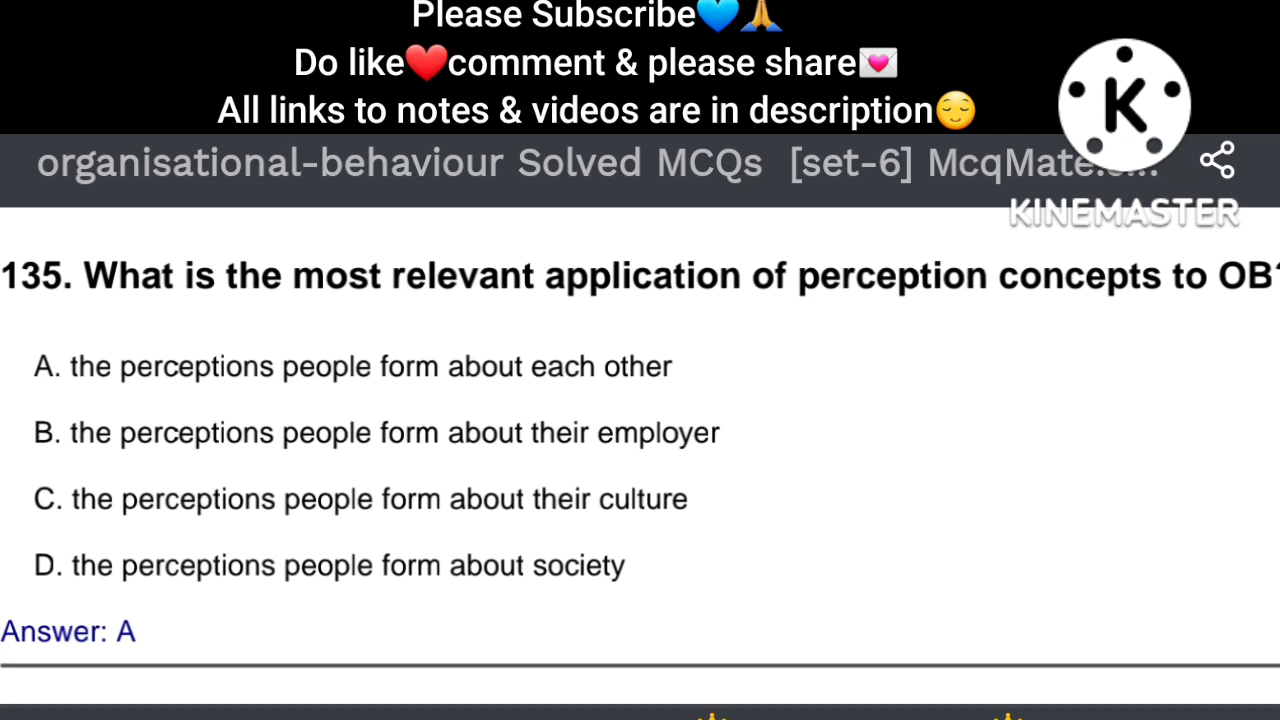 Please Subscribe💙🙏
Do like❤️comment & please share💌
All links to notes & videos are in description😌
K
organisational-behaviour Solved MCQs [set-6] McqMate.s...
KINEMASTER
135. What is the most relevant application of perception concepts to OB?
A. the perceptions people form about each other
B. the perceptions people form about their employer
C. the perceptions people form about their culture
D. the perceptions people form about society
Answer: A